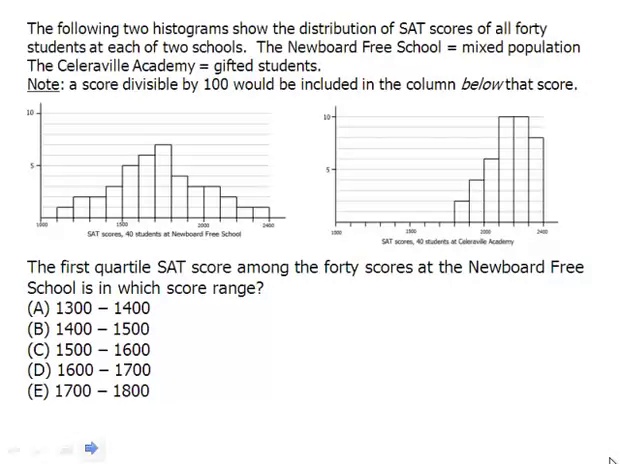 The following two histograms show the distribution of SAT scores of all forty
students at each of two schools. The Newboard Free School = mixed population
The Celeraville Academy = gifted students.
Note: a score divisible by 100 would be included in the column below that score.
10
5
1000 1500 2000 2400
SAT scores, 40 students at Newboard Free School
10
5
1000 1500 2000 2400
SAT scores, 40 students at Celeraville Academy
The first quartile SAT score among the forty scores at the Newboard Free
School is in which score range?
(A) 1300 – 1400
(B) 1400 – 1500
(C) 1500 – 1600
(D) 1600 – 1700
(E) 1700 – 1800